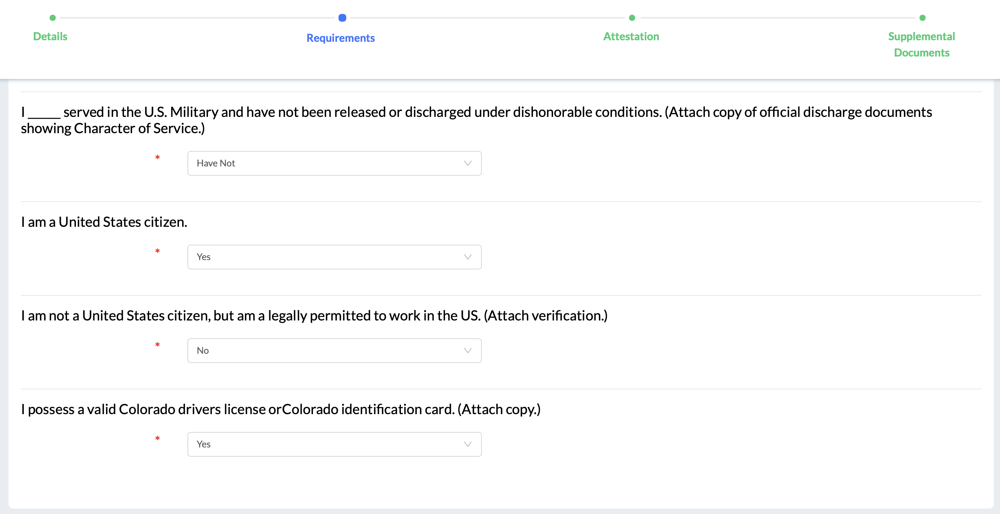 Details
Requirements
Attestation
Supplemental
Documents
I _____ served in the U.S. Military and have not been released or discharged under dishonorable conditions. (Attach copy of official discharge documents
showing Character of Service.)
* Have Not
I am a United States citizen.
* Yes
I am not a United States citizen, but am a legally permitted to work in the US. (Attach verification.)
* No
I possess a valid Colorado drivers license orColorado identification card. (Attach copy.)
* Yes